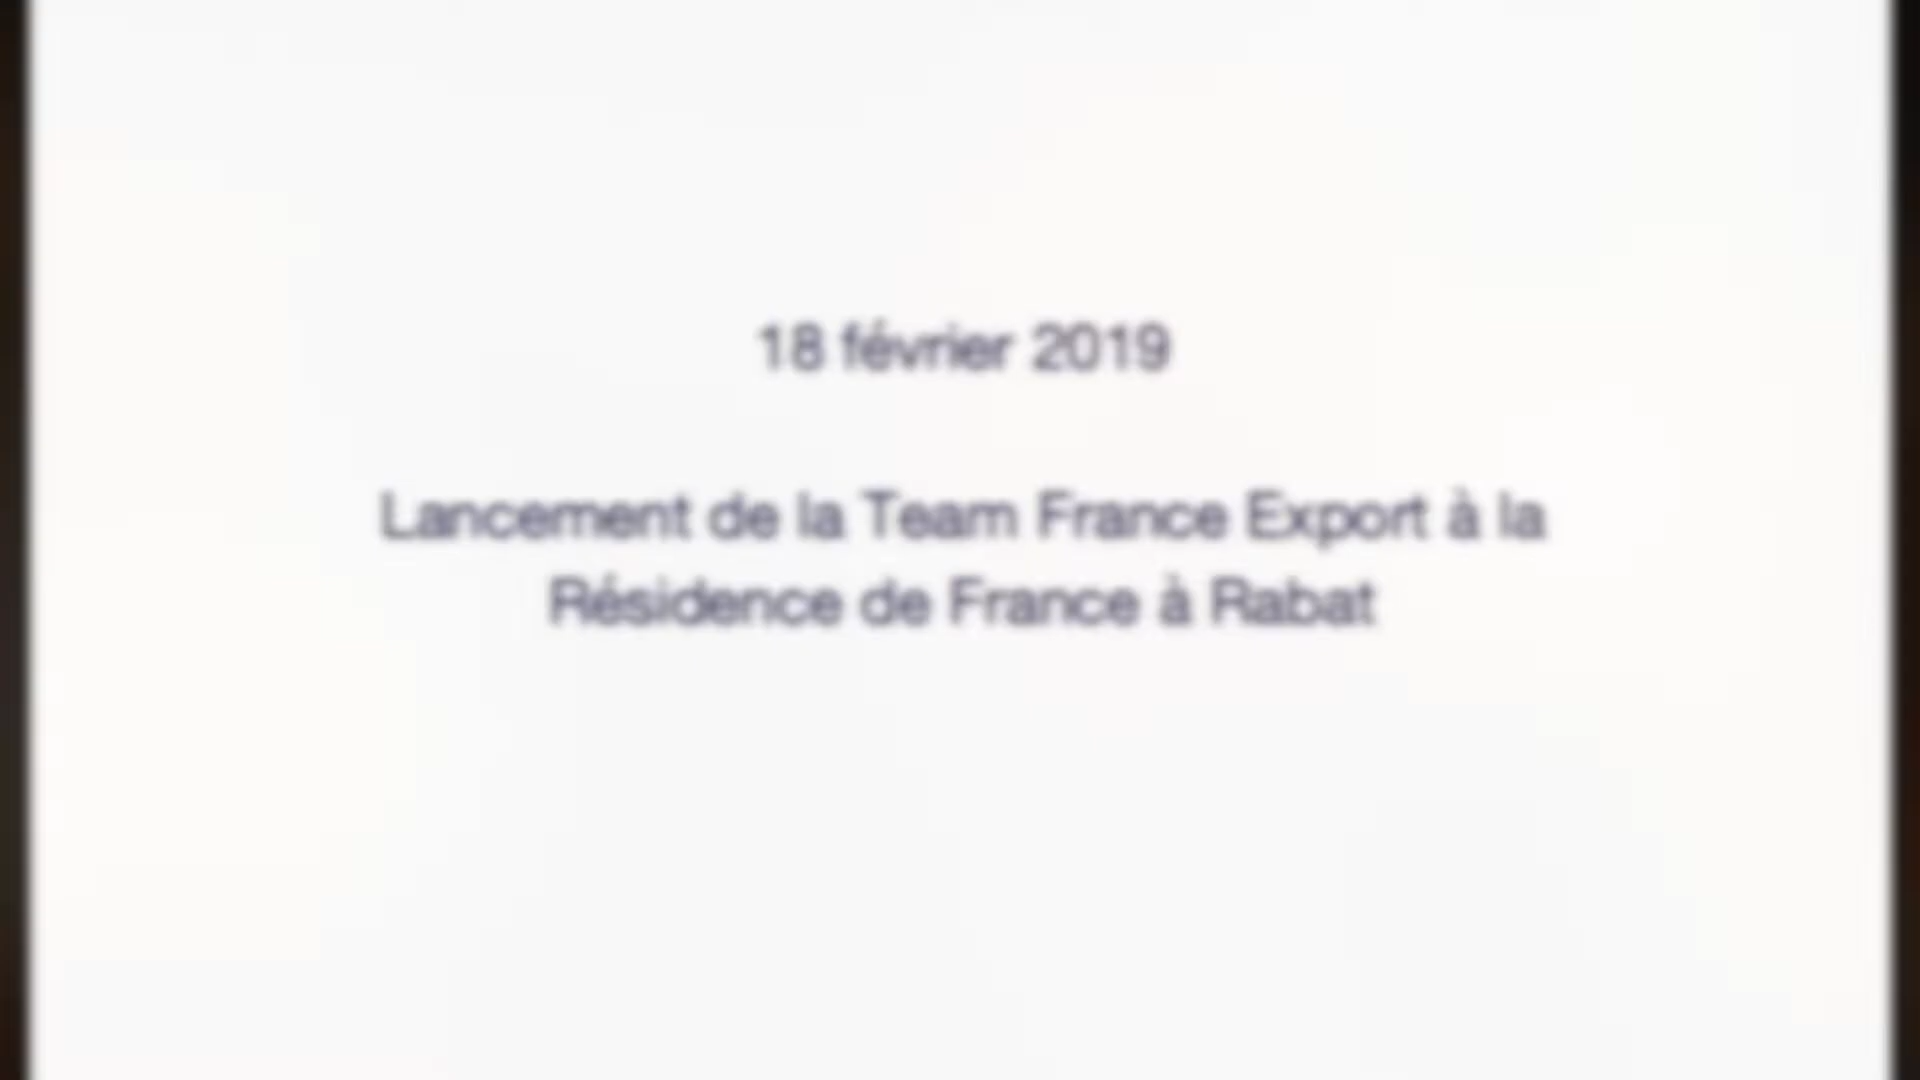 18 février 2019
Lancement de la Team France Export à la
Résidence de France à Rabat